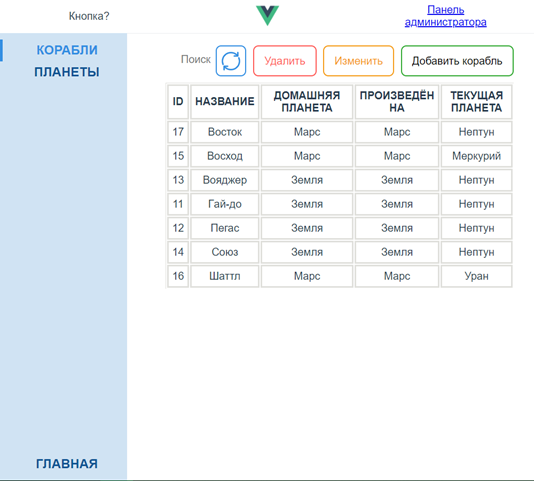 Кнопка?
Панель
администратора
КОРАБЛИ
ПЛАНЕТЫ
Поиск Удалить Изменить Добавить корабль
ID НАЗВАНИЕ ДОМАШНЯЯ ПЛАНЕТА ПРОИЗВЕДЁН НА ТЕКУЩАЯ ПЛАНЕТА
17 Восток Марс Марс Нептун
15 Восход Марс Марс Меркурий
13 Вояджер Земля Земля Нептун
11 Гай-до Земля Земля Нептун
12 Пегас Земля Земля Нептун
14 Союз Земля Земля Нептун
16 Шаттл Марс Марс Уран
ГЛАВНАЯ